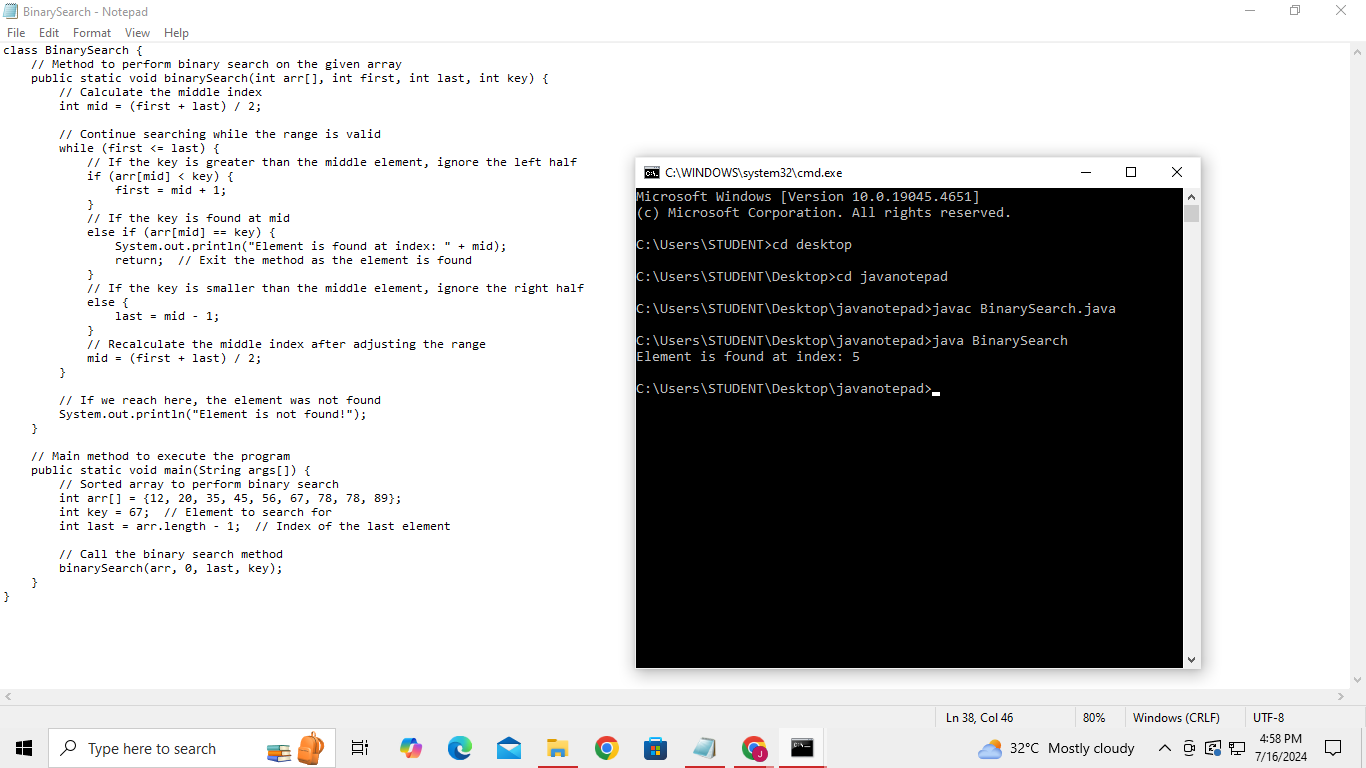 BinarySearch - Notepad
File Edit Format View Help
class BinarySearch {
    // Method to perform binary search on the given array
    public static void binarySearch(int arr[], int first, int last, int key) {
        // Calculate the middle index
        int mid = (first + last) / 2;
        // Continue searching while the range is valid
        while (first <= last) {
            // If the key is greater than the middle element, ignore the left half
            if (arr[mid] < key) {
                first = mid + 1;
            }
            // If the key is found at mid
            else if (arr[mid] == key) {
                System.out.println("Element is found at index: " + mid);
                return;  // Exit the method as the element is found
            }
            // If the key is smaller than the middle element, ignore the right half
            else {
                last = mid - 1;
            }
            // Recalculate the middle index after adjusting the range
            mid = (first + last) / 2;
        }
        // If we reach here, the element was not found
        System.out.println("Element is not found!");
    }
    // Main method to execute the program
    public static void main(String args[]) {
        // Sorted array to perform binary search
        int arr[] = {12, 20, 35, 45, 56, 67, 78, 78, 89};
        int key = 67;  // Element to search for
        int last = arr.length - 1;  // Index of the last element
        // Call the binary search method
        binarySearch(arr, 0, last, key);
    }
}
C:\WINDOWS\system32\cmd.exe
Microsoft Windows [Version 10.0.19045.4651]
(c) Microsoft Corporation. All rights reserved.
C:\Users\STUDENT>cd desktop
C:\Users\STUDENT\Desktop>cd javanotepad
C:\Users\STUDENT\Desktop\javanotepad>javac BinarySearch.java
C:\Users\STUDENT\Desktop\javanotepad>java BinarySearch
Element is found at index: 5
C:\Users\STUDENT\Desktop\javanotepad>
Ln 38, Col 46 80% Windows (CRLF) UTF-8
Type here to search
32°C Mostly cloudy
4:58 PM
7/16/2024